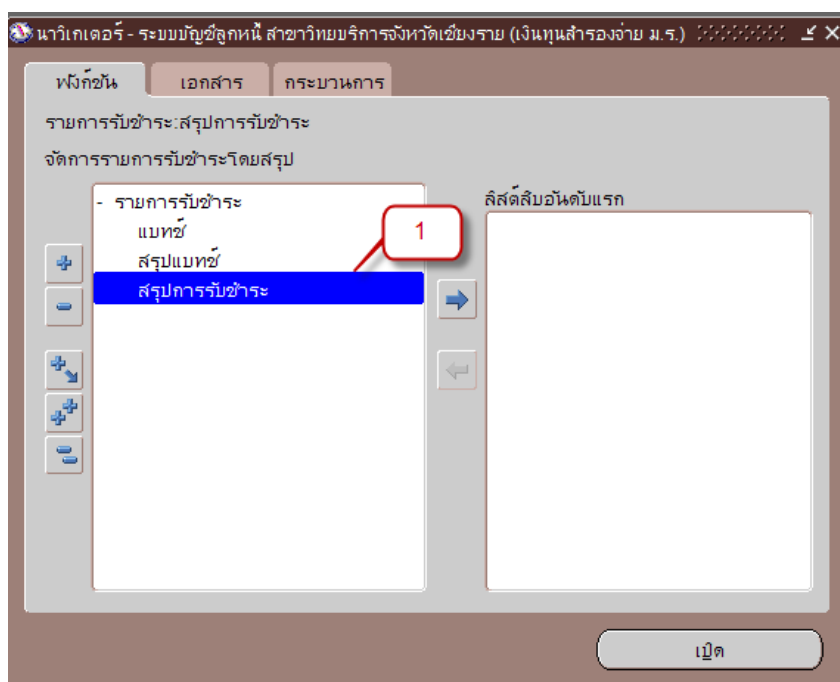 นาวิเกเดอร์ - ระบบบัญชีลูกหนี้ สาขาวิทยบริการจังหวัดเชียงราย (เงินทุนสำรองจ่าย ม.ร.)
ฟังก์ชัน เอกสาร กระบวนการ
รายการรับชำระ:สรุปการรับชำระ
จัดการรายการรับชำระโดยสรุป
- รายการรับชำระ
ลิสต์สิบอันดับแรก
แบทช์
1
สรุปแบทช์
สรุปการรับชำระ
เปิด